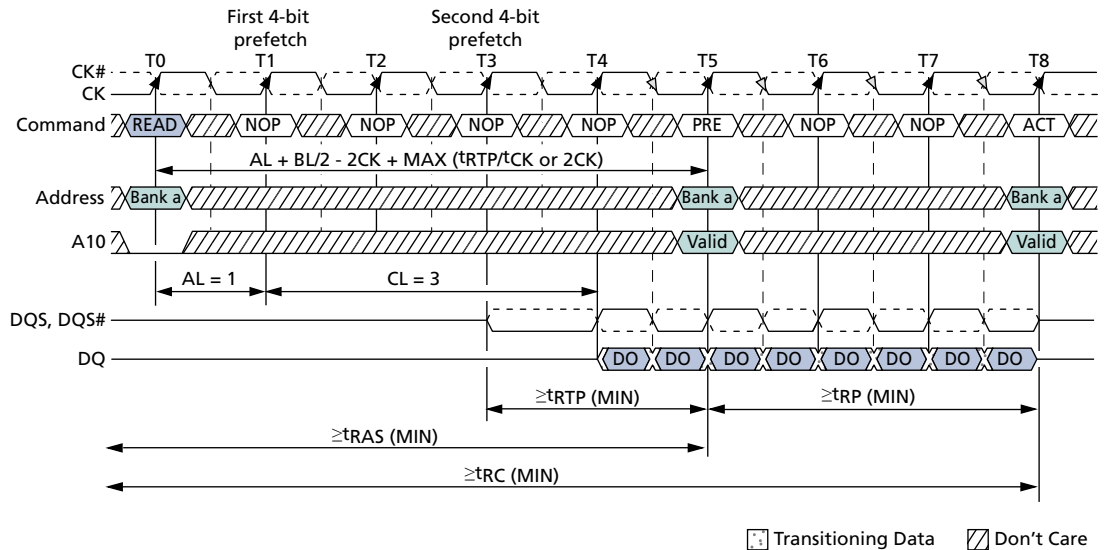 First 4-bit prefetch
Second 4-bit prefetch
T0 T1 T2 T3 T4 T5 T6 T7 T8
CK#
CK
Command READ NOP NOP NOP NOP PRE NOP NOP ACT
AL + BL/2 - 2CK + MAX (tRTP/tCK or 2CK)
Address Bank a Bank a Bank a
A10 Valid Valid
AL = 1 CL = 3
DQS, DQS#
DQ DO DO DO DO DO DO DO DO
≥tRTP (MIN) ≥tRP (MIN)
≥tRAS (MIN)
≥tRC (MIN)
Transitioning Data Don't Care